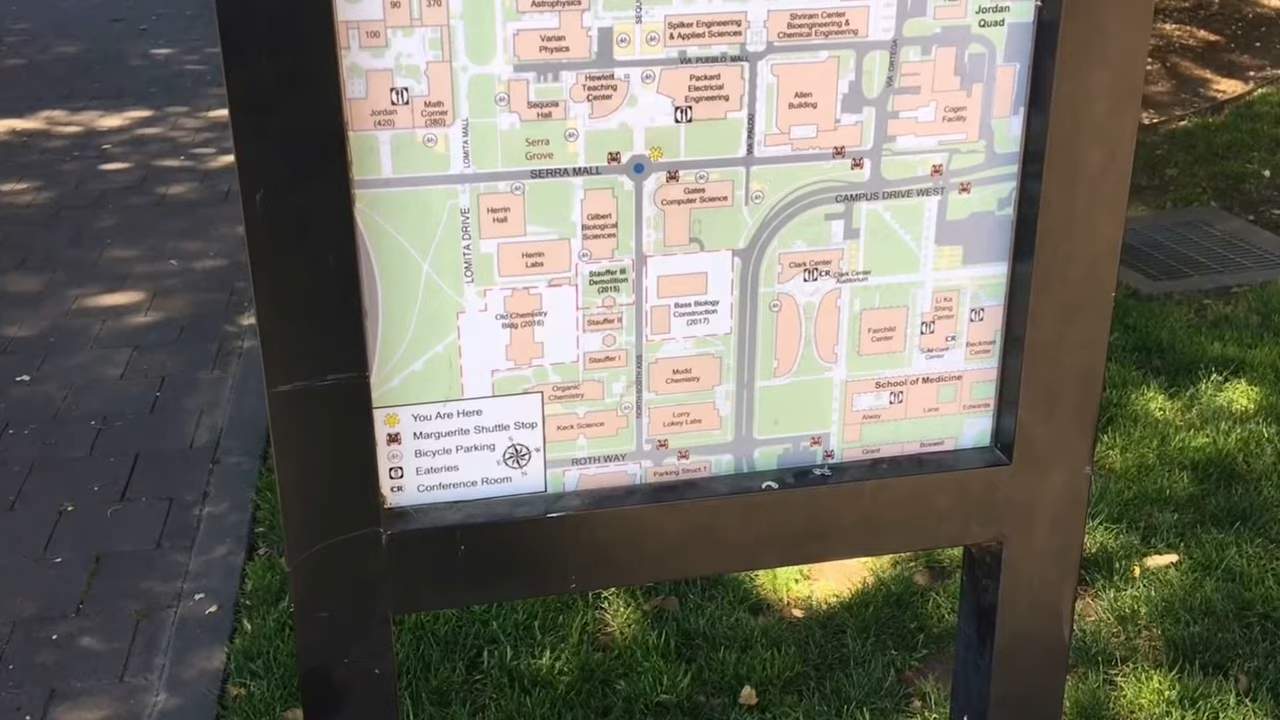 90
370
100
Astrophysics
Varian
Physics
Spilker Engineering
& Applied Sciences
Shriram Center
Bioengineering &
Chemical Engineering
Jordan
Quad
VIA PUEBLO MALL
VIA ORTEGA
Jordan
(420)
Math
Corner
(380)
Sequoia
Hall
Hewlett
Teaching
Center
Packard
Electricial
Engineering
Allen
Building
Cogen
Facility
LOMITA MALL
VIA PALOU
Serra
Grove
SERRA MALL
CAMPUS DRIVE WEST
LOMITA DRIVE
Herrin
Hall
Gilbert
Biological
Sciences
Gates
Computer Science
Herrin
Labs
Stauffer III
Demolition
(2015)
Clark Center
CR
Clark Center
Auditorium
Old Chemistry
Bldg (2016)
Stauffer II
Stauffer I
Bass Biology
Construction
(2017)
Fairchild
Center
Li Ka
Shing
Center
CR
Beckman
Center
NORTH-SOUTH AXIS
Mudd
Chemistry
Organic
Chemistry
Keck Science
Lorry
Lokey Labs
School of Medicine
Alway
Lane
Edwards
Grant
Boswell
ROTH WAY
Parking Struct 1
You Are Here
Marguerite Shuttle Stop
Bicycle Parking
Eateries
CR Conference Room
S
E
W
N